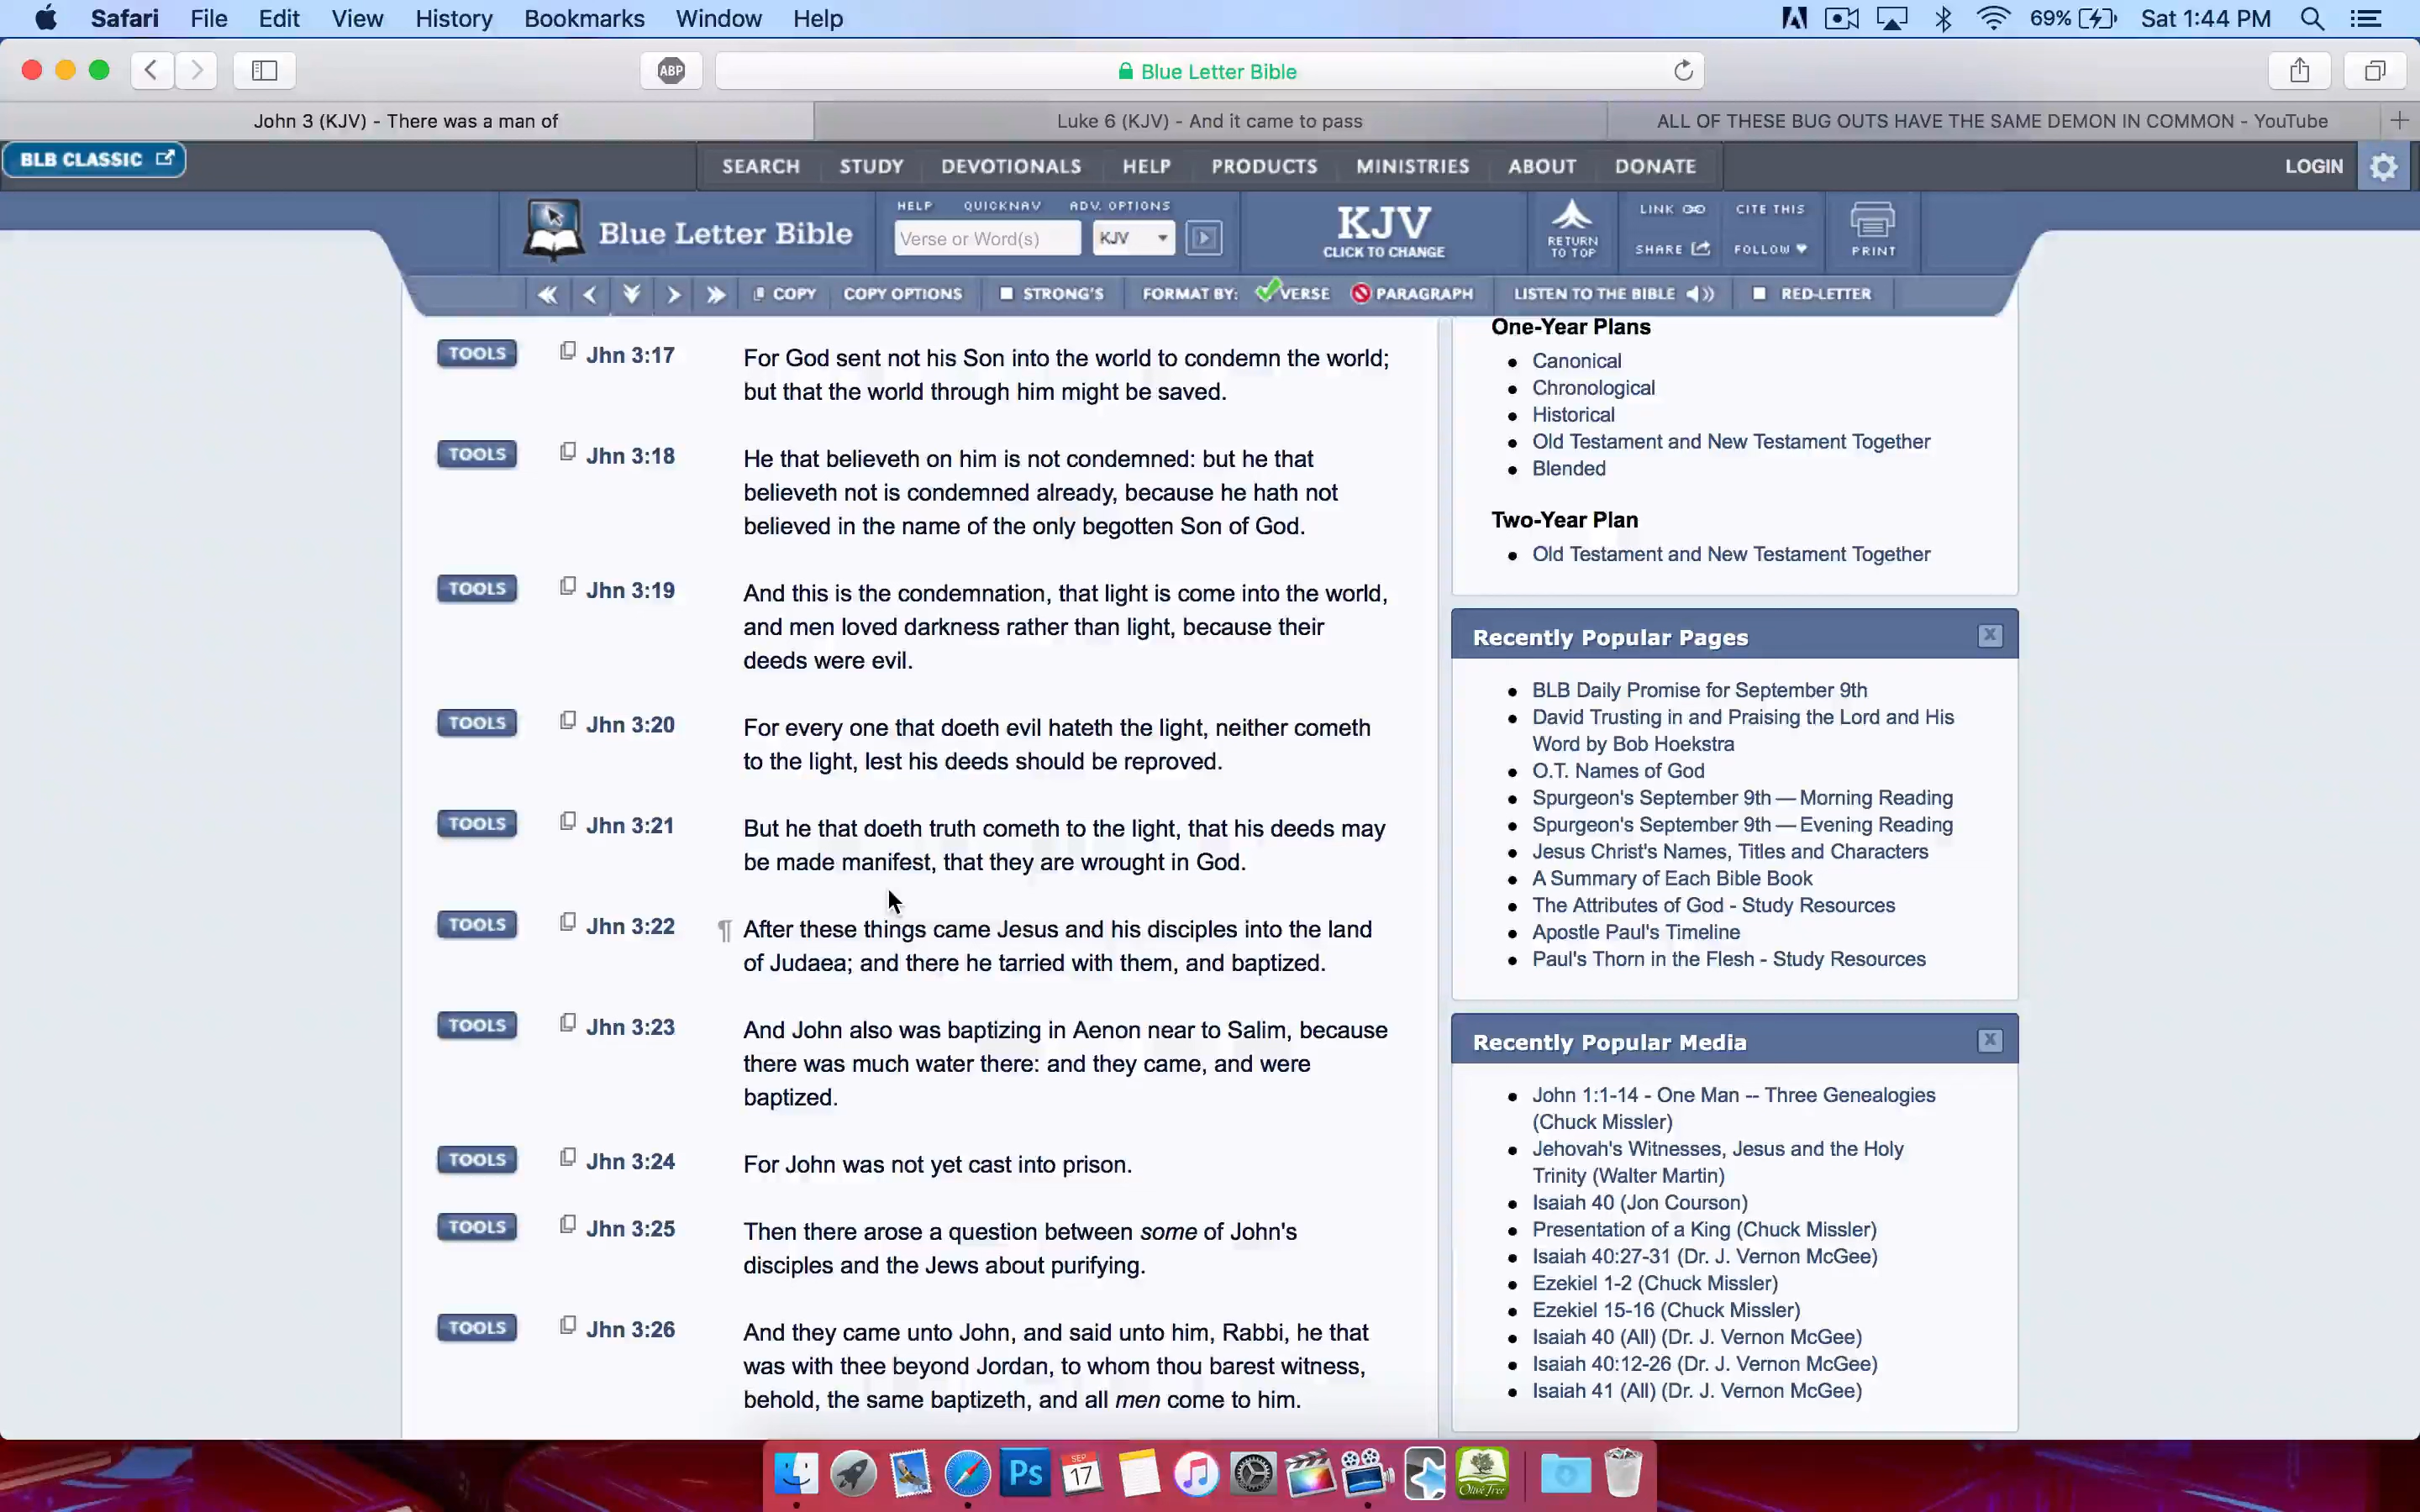 Safari File Edit View History Bookmarks Window Help 69% Sat 1:44 PM
ABP Blue Letter Bible
John 3 (KJV) - There was a man of Luke 6 (KJV) - And it came to pass ALL OF THESE BUG OUTS HAVE THE SAME DEMON IN COMMON - YouTube
BLB CLASSIC SEARCH STUDY DEVOTIONALS HELP PRODUCTS MINISTRIES ABOUT DONATE LOGIN
HELP QUICKNAV ADV. OPTIONS
Blue Letter Bible
Verse or Word(s) KJV
KJV
CLICK TO CHANGE
RETURN
TO TOP
LINK CITE THIS
SHARE FOLLOW
PRINT
COPY COPY OPTIONS STRONG'S FORMAT BY: VERSE PARAGRAPH LISTEN TO THE BIBLE RED-LETTER
TOOLS Jhn 3:17 For God sent not his Son into the world to condemn the world;
but that the world through him might be saved.
TOOLS Jhn 3:18 He that believeth on him is not condemned: but he that
believeth not is condemned already, because he hath not
believed in the name of the only begotten Son of God.
TOOLS Jhn 3:19 And this is the condemnation, that light is come into the world,
and men loved darkness rather than light, because their
deeds were evil.
TOOLS Jhn 3:20 For every one that doeth evil hateth the light, neither cometh
to the light, lest his deeds should be reproved.
TOOLS Jhn 3:21 But he that doeth truth cometh to the light, that his deeds may
be made manifest, that they are wrought in God.
TOOLS Jhn 3:22 ¶ After these things came Jesus and his disciples into the land
of Judaea; and there he tarried with them, and baptized.
TOOLS Jhn 3:23 And John also was baptizing in Aenon near to Salim, because
there was much water there: and they came, and were
baptized.
TOOLS Jhn 3:24 For John was not yet cast into prison.
TOOLS Jhn 3:25 Then there arose a question between some of John's
disciples and the Jews about purifying.
TOOLS Jhn 3:26 And they came unto John, and said unto him, Rabbi, he that
was with thee beyond Jordan, to whom thou barest witness,
behold, the same baptizeth, and all men come to him.
One-Year Plans
Canonical
Chronological
Historical
Old Testament and New Testament Together
Blended
Two-Year Plan
Old Testament and New Testament Together
Recently Popular Pages
BLB Daily Promise for September 9th
David Trusting in and Praising the Lord and His
Word by Bob Hoekstra
O.T. Names of God
Spurgeon's September 9th — Morning Reading
Spurgeon's September 9th — Evening Reading
Jesus Christ's Names, Titles and Characters
A Summary of Each Bible Book
The Attributes of God - Study Resources
Apostle Paul's Timeline
Paul's Thorn in the Flesh - Study Resources
Recently Popular Media
John 1:1-14 - One Man -- Three Genealogies
(Chuck Missler)
Jehovah's Witnesses, Jesus and the Holy
Trinity (Walter Martin)
Isaiah 40 (Jon Courson)
Presentation of a King (Chuck Missler)
Isaiah 40:27-31 (Dr. J. Vernon McGee)
Ezekiel 1-2 (Chuck Missler)
Ezekiel 15-16 (Chuck Missler)
Isaiah 40 (All) (Dr. J. Vernon McGee)
Isaiah 40:12-26 (Dr. J. Vernon McGee)
Isaiah 41 (All) (Dr. J. Vernon McGee)
Ps SEP 17 Olive Tree